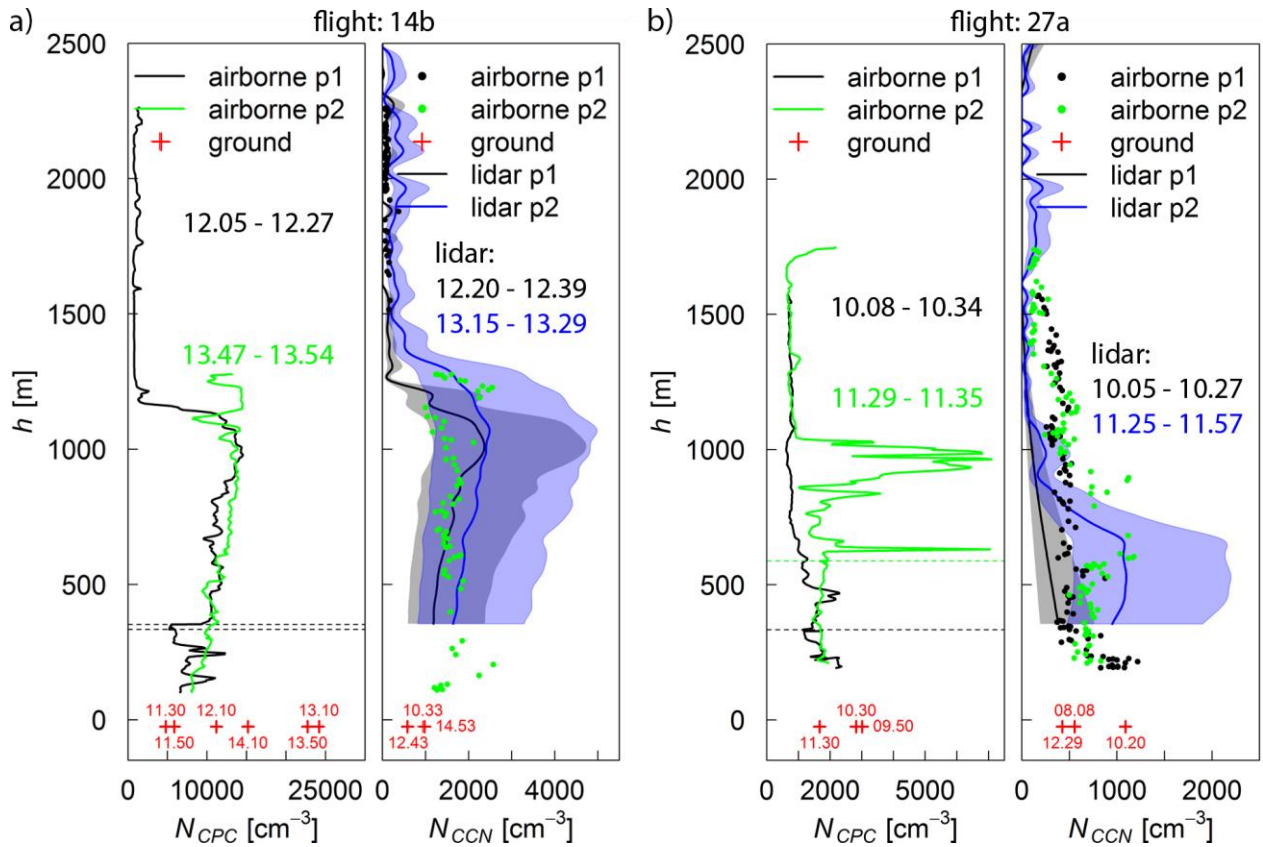 a)
flight: 14b
2500
2000
1500
1000
500
0
h [m]
airborne p1
airborne p2
ground
12.05 - 12.27
13.47 - 13.54
11.30
12.10
13.10
11.50
14.10
13.50
0
10000
25000
N_CPC [cm⁻³]
airborne p1
airborne p2
ground
lidar p1
lidar p2
lidar:
12.20 - 12.39
13.15 - 13.29
10.33
14.53
12.43
0
2000
4000
N_CCN [cm⁻³]
b)
flight: 27a
2500
2000
1500
1000
500
0
h [m]
airborne p1
airborne p2
ground
10.08 - 10.34
11.29 - 11.35
10.30
09.50
11.30
0
2000
5000
N_CPC [cm⁻³]
airborne p1
airborne p2
ground
lidar p1
lidar p2
lidar:
10.05 - 10.27
11.25 - 11.57
08.08
12.29
10.20
0
1000
2000
N_CCN [cm⁻³]